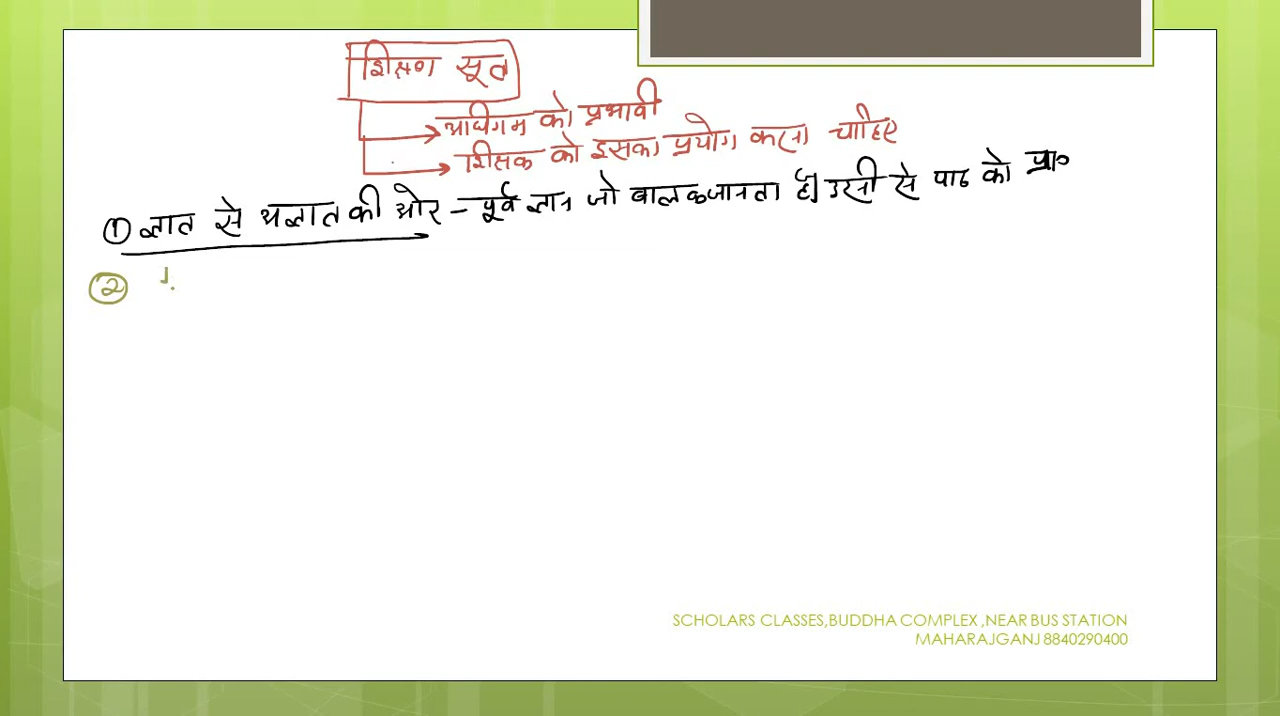 शिक्षण सूत्र
अधिगम को प्रभावी
शिक्षक को इसका प्रयोग करना चाहिए
① ज्ञात से अज्ञात की ओर - पूर्व ज्ञान जो बालक जानता है। उसी से पाठ को प्रा०
②
SCHOLARS CLASSES,BUDDHA COMPLEX ,NEAR BUS STATION
MAHARAJGANJ 8840290400